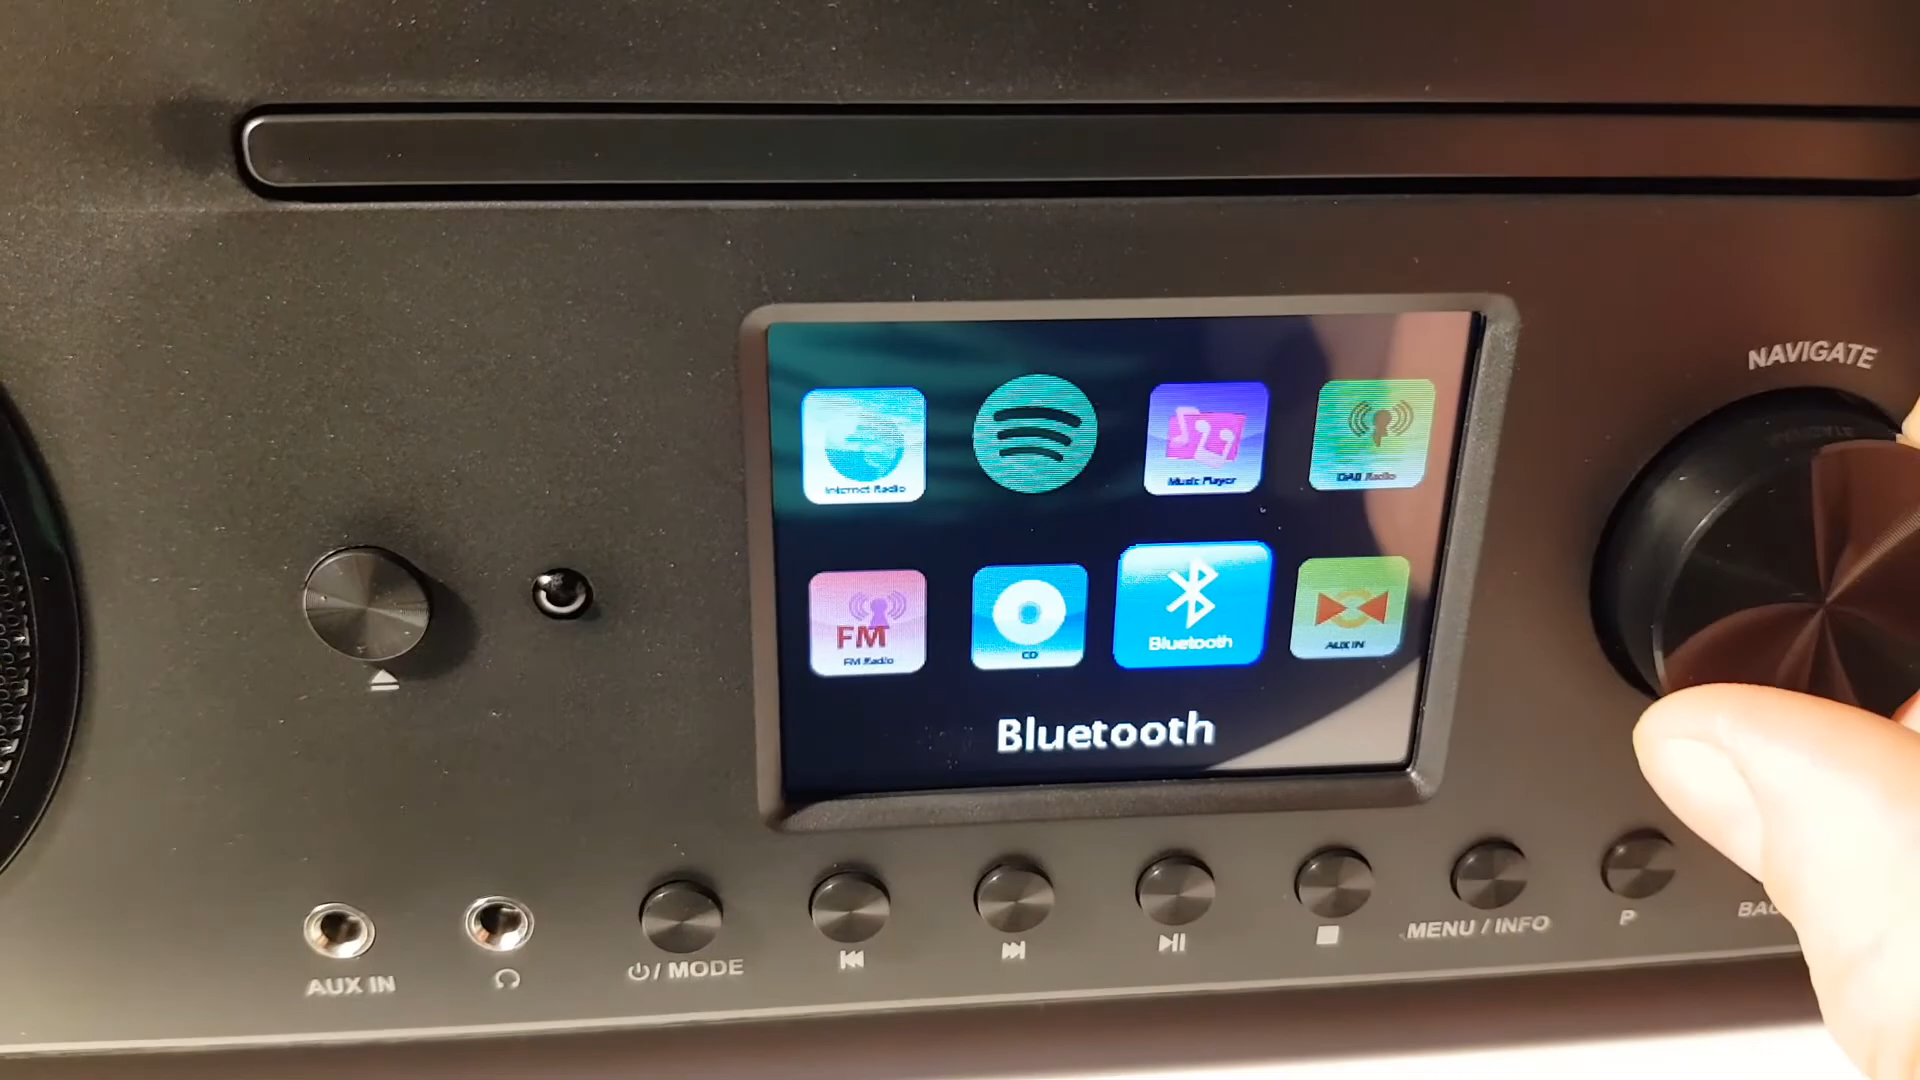 NAVIGATE
Internet Radio
Music Player
DAB Radio
FM
FM Radio
CD
Bluetooth
AUX IN
Bluetooth
AUX IN
/ MODE
MENU / INFO
P